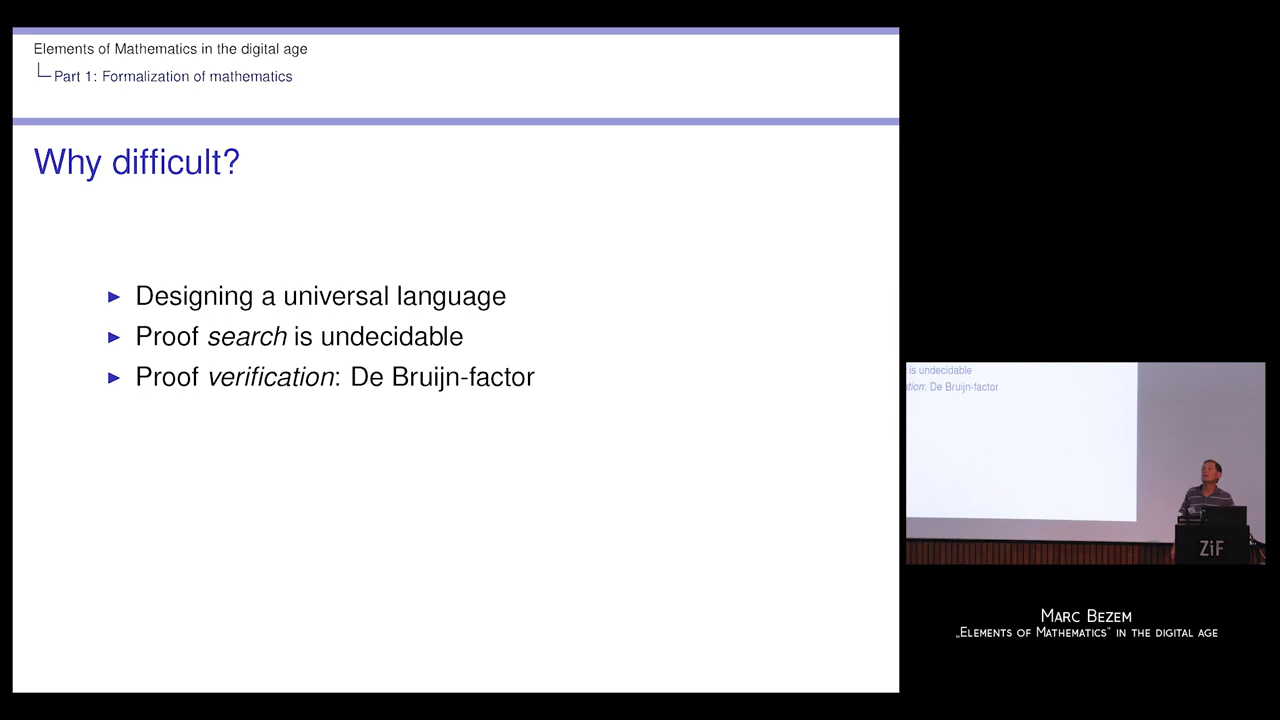 Elements of Mathematics in the digital age
Part 1: Formalization of mathematics
Why difficult?
Designing a universal language
Proof search is undecidable
Proof verification: De Bruijn-factor
is undecidable
tion: De Bruijn-factor
ZiF
MARC BEZEM
„ELEMENTS OF MATHEMATICS“ IN THE DIGITAL AGE